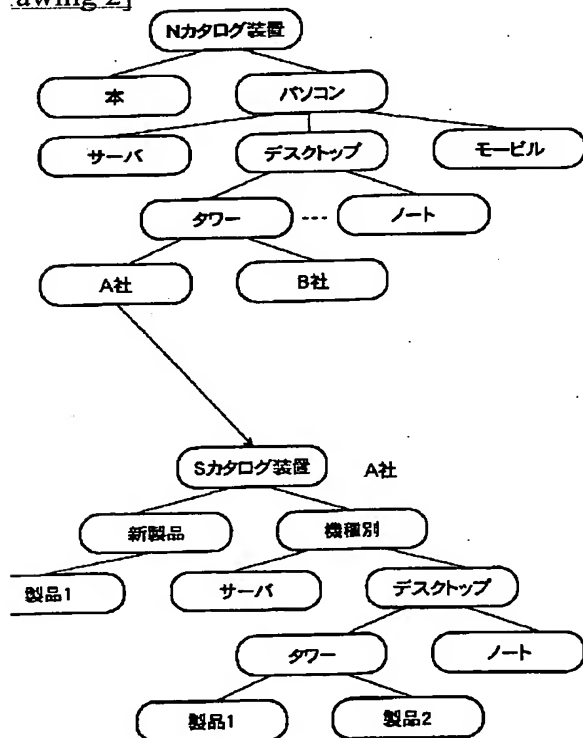 awing 2]
Nカタログ装置
本 パソコン
サーバ デスクトップ モービル
タワー --- ノート
A社 B社
Sカタログ装置 A社
新製品 機種別
製品1 サーバ デスクトップ
タワー ノート
製品1 製品2